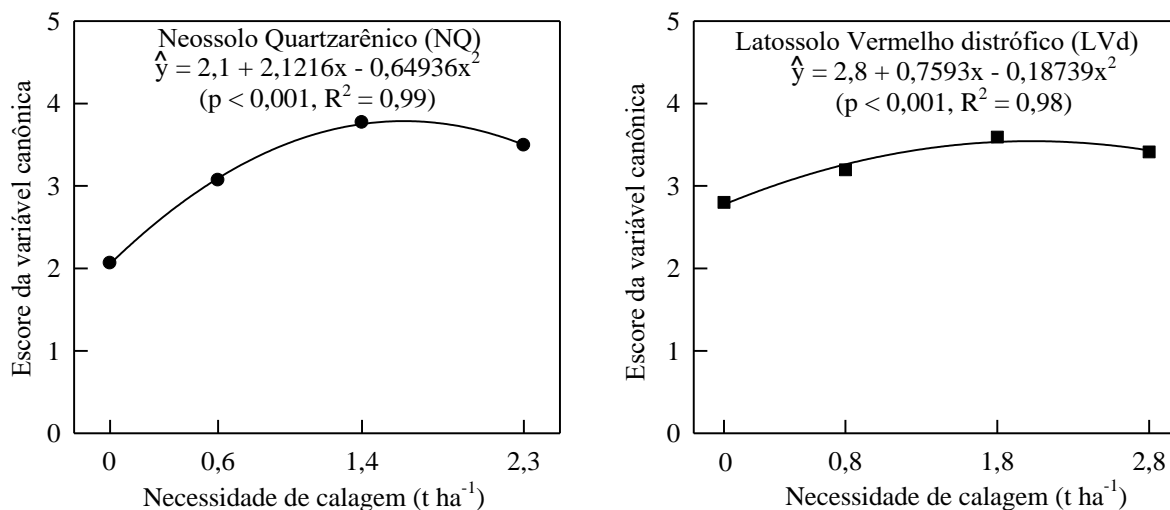 Neossolo Quartzarênico (NQ)
ŷ = 2,1 + 2,1216x - 0,64936x²
(p < 0,001, R² = 0,99)
Escore da variável canônica
5
4
3
2
1
0
0 0,6 1,4 2,3
Necessidade de calagem (t ha⁻¹)
Latossolo Vermelho distrófico (LVd)
ŷ = 2,8 + 0,7593x - 0,18739x²
(p < 0,001, R² = 0,98)
Escore da variável canônica
5
4
3
2
1
0
0 0,8 1,8 2,8
Necessidade de calagem (t ha⁻¹)